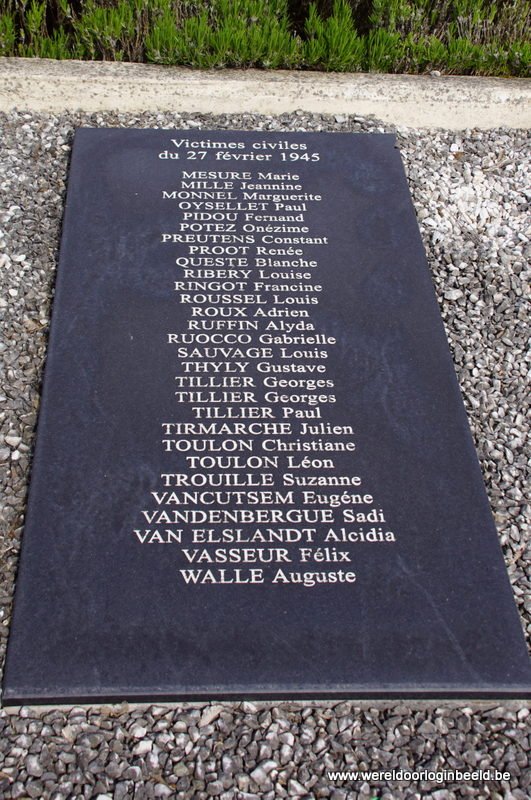 Victimes civiles
du 27 février 1945
MESURE Marie
MILLE Jeannine
MONNEL Marguerite
OYSELLET Paul
PIDOU Fernand
POTEZ Onézime
PREUTENS Constant
PROOT Renée
QUESTE Blanche
RIBERY Louise
RINGOT Francine
ROUSSEL Louis
ROUX Adrien
RUFFIN Alyda
RUOCCO Gabrielle
SAUVAGE Louis
THYLY Gustave
TILLIER Georges
TILLIER Georges
TILLIER Paul
TIRMARCHE Julien
TOULON Christiane
TOULON Léon
TROUILLE Suzanne
VANCUTSEM Eugéne
VANDENBERGUE Sadi
VAN ELSLANDT Alcidia
VASSEUR Félix
WALLE Auguste
www.wereldoorloginbeeld.be